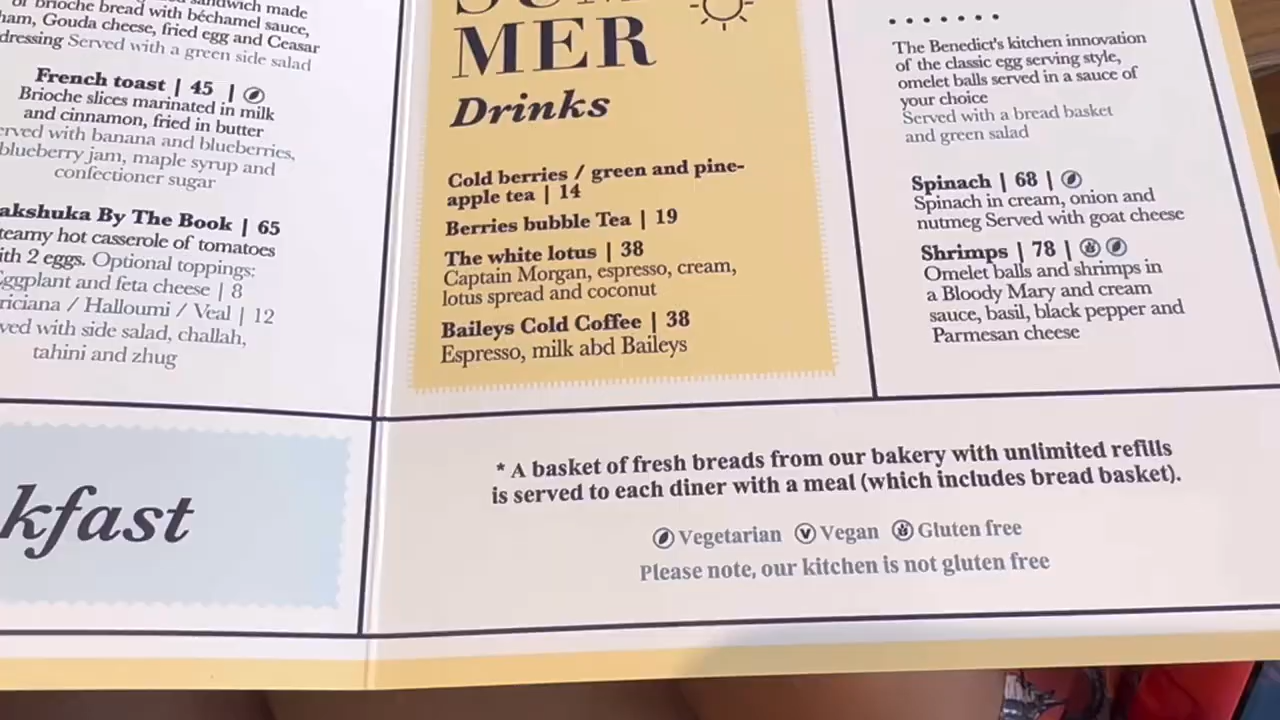 sandwich made
of brioche bread with béchamel sauce,
ham, Gouda cheese, fried egg and Ceasar
dressing Served with a green side salad
French toast | 45 |
Brioche slices marinated in milk
and cinnamon, fried in butter
erved with banana and blueberries,
blueberry jam, maple syrup and
confectioner sugar
akshuka By The Book | 65
teamy hot casserole of tomatoes
ith 2 eggs. Optional toppings:
Eggplant and feta cheese | 8
riciana / Halloumi / Veal | 12
ved with side salad, challah,
tahini and zhug
kfast
SUM
MER
Drinks
Cold berries / green and pine-
apple tea | 14
Berries bubble Tea | 19
The white lotus | 38
Captain Morgan, espresso, cream,
lotus spread and coconut
Baileys Cold Coffee | 38
Espresso, milk abd Baileys
The Benedict's kitchen innovation
of the classic egg serving style,
omelet balls served in a sauce of
your choice
Served with a bread basket
and green salad
Spinach | 68 |
Spinach in cream, onion and
nutmeg Served with goat cheese
Shrimps | 78 |
Omelet balls and shrimps in
a Bloody Mary and cream
sauce, basil, black pepper and
Parmesan cheese
* A basket of fresh breads from our bakery with unlimited refills
is served to each diner with a meal (which includes bread basket).
Vegetarian V Vegan Gluten free
Please note, our kitchen is not gluten free